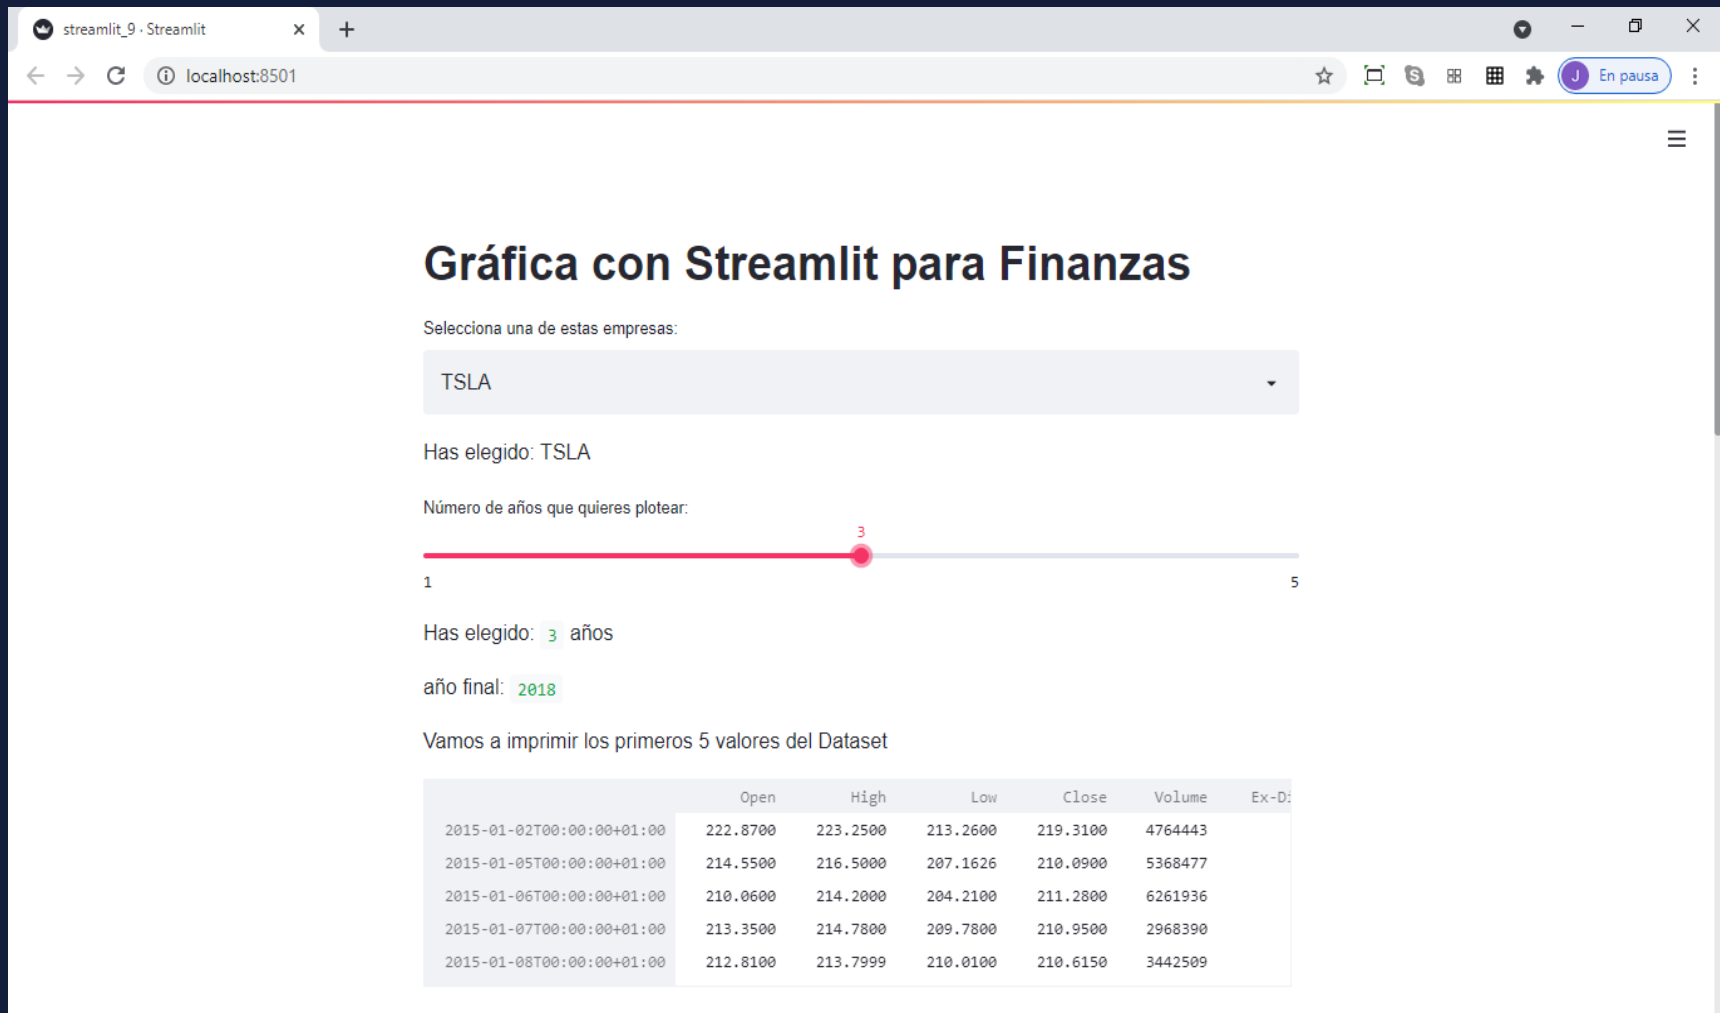 streamlit_9 · Streamlit
localhost:8501
J En pausa
Gráfica con Streamlit para Finanzas
Selecciona una de estas empresas:
TSLA
Has elegido: TSLA
Número de años que quieres plotear:
3
1 5
Has elegido: 3 años
año final: 2018
Vamos a imprimir los primeros 5 valores del Dataset
Open High Low Close Volume Ex-Di
2015-01-02T00:00:00+01:00 222.8700 223.2500 213.2600 219.3100 4764443
2015-01-05T00:00:00+01:00 214.5500 216.5000 207.1626 210.0900 5368477
2015-01-06T00:00:00+01:00 210.0600 214.2000 204.2100 211.2800 6261936
2015-01-07T00:00:00+01:00 213.3500 214.7800 209.7800 210.9500 2968390
2015-01-08T00:00:00+01:00 212.8100 213.7999 210.0100 210.6150 3442509